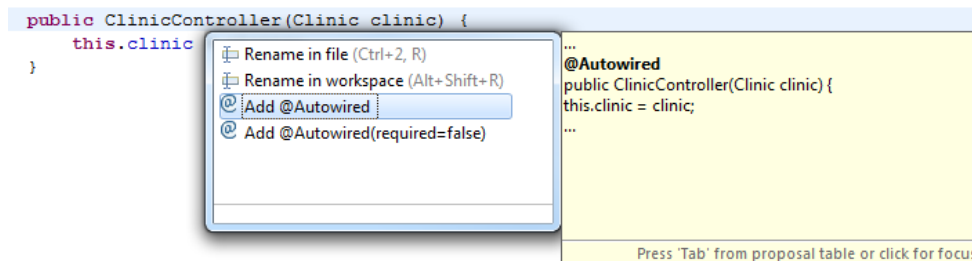 public ClinicController(Clinic clinic) {
this.clinic
}
Rename in file (Ctrl+2, R)
Rename in workspace (Alt+Shift+R)
Add @Autowired
Add @Autowired(required=false)
...
@Autowired
public ClinicController(Clinic clinic) {
this.clinic = clinic;
...
Press 'Tab' from proposal table or click for focus